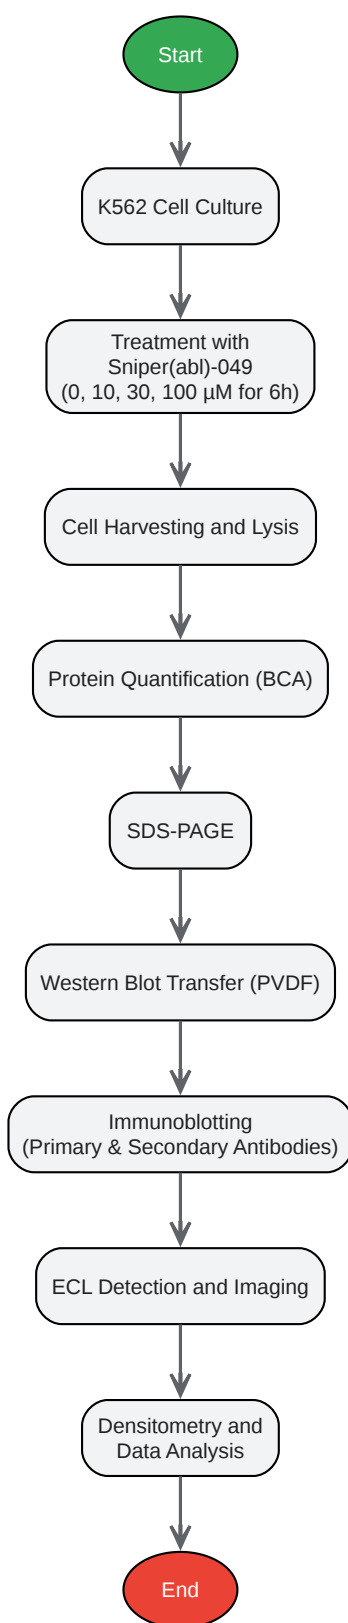 Start
K562 Cell Culture
Treatment with
Sniper(abl)-049
(0, 10, 30, 100 µM for 6h)
Cell Harvesting and Lysis
Protein Quantification (BCA)
SDS-PAGE
Western Blot Transfer (PVDF)
Immunoblotting
(Primary & Secondary Antibodies)
ECL Detection and Imaging
Densitometry and
Data Analysis
End